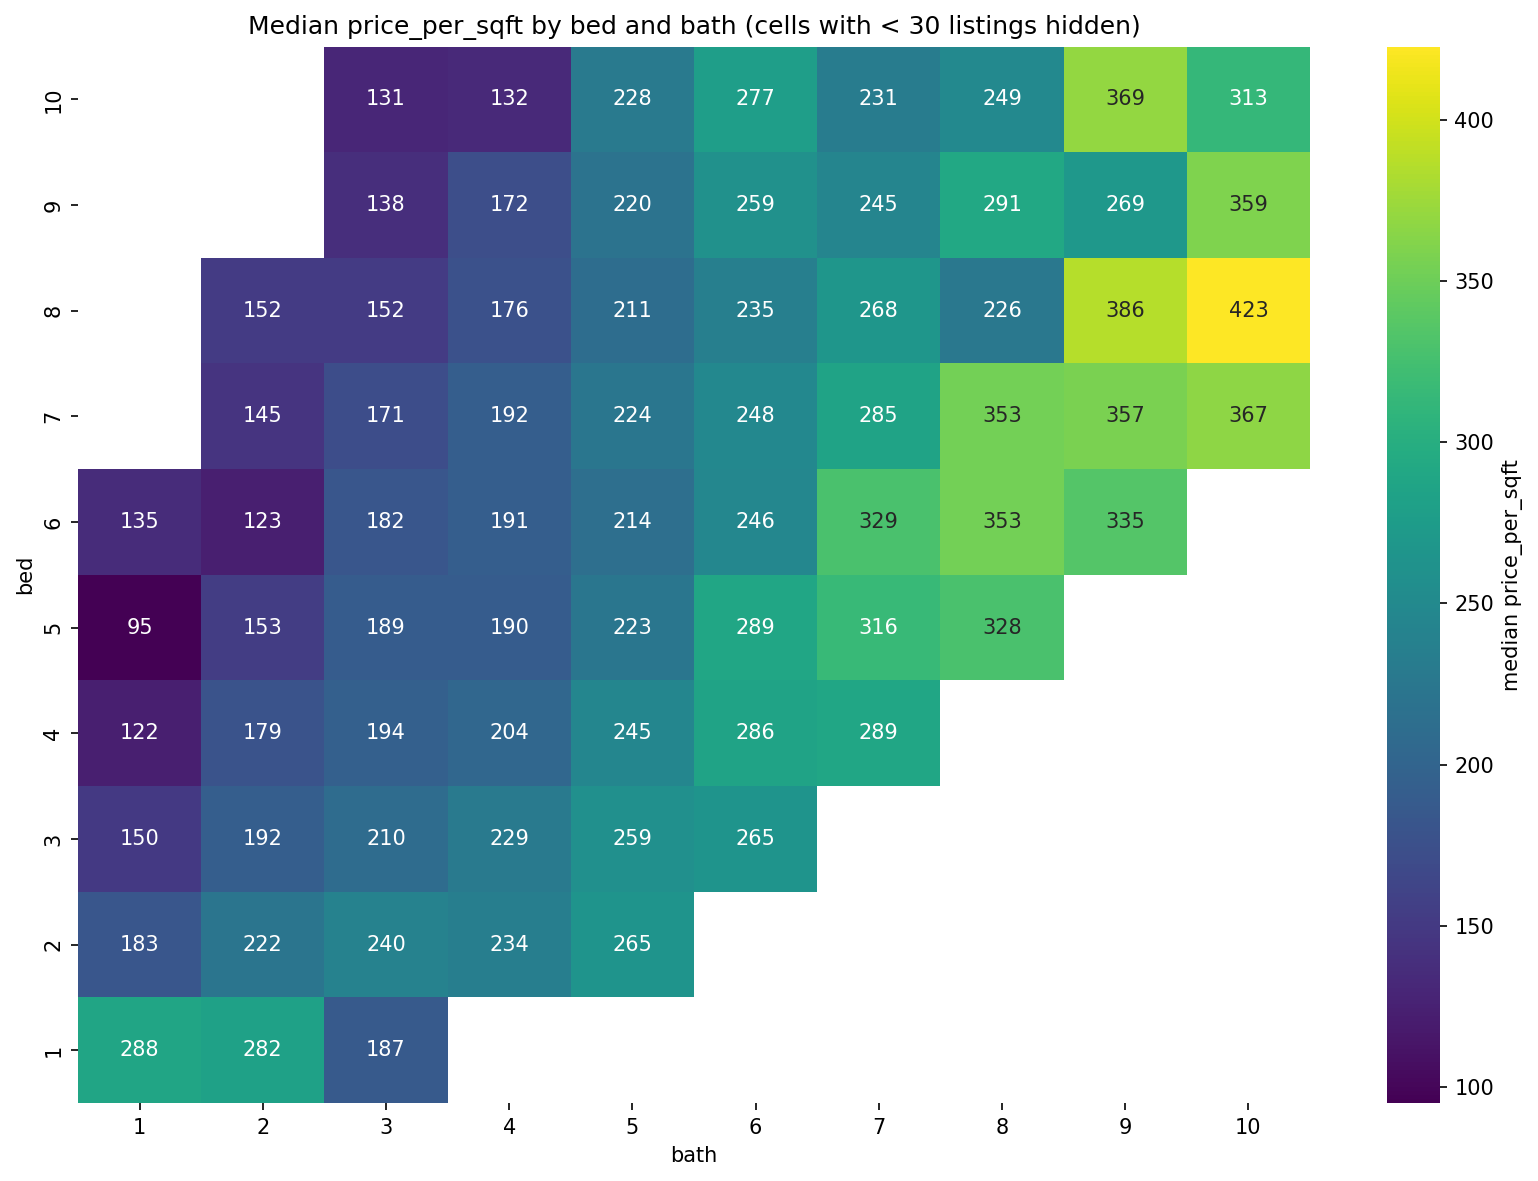 Median price_per_sqft by bed and bath (cells with < 30 listings hidden)
10 131 132 228 277 231 249 369 313
9 138 172 220 259 245 291 269 359
8 152 152 176 211 235 268 226 386 423
7 145 171 192 224 248 285 353 357 367
6 135 123 182 191 214 246 329 353 335
5 95 153 189 190 223 289 316 328
4 122 179 194 204 245 286 289
3 150 192 210 229 259 265
2 183 222 240 234 265
1 288 282 187
1 2 3 4 5 6 7 8 9 10
bath
bed
400
350
300
250
200
150
100
median price_per_sqft